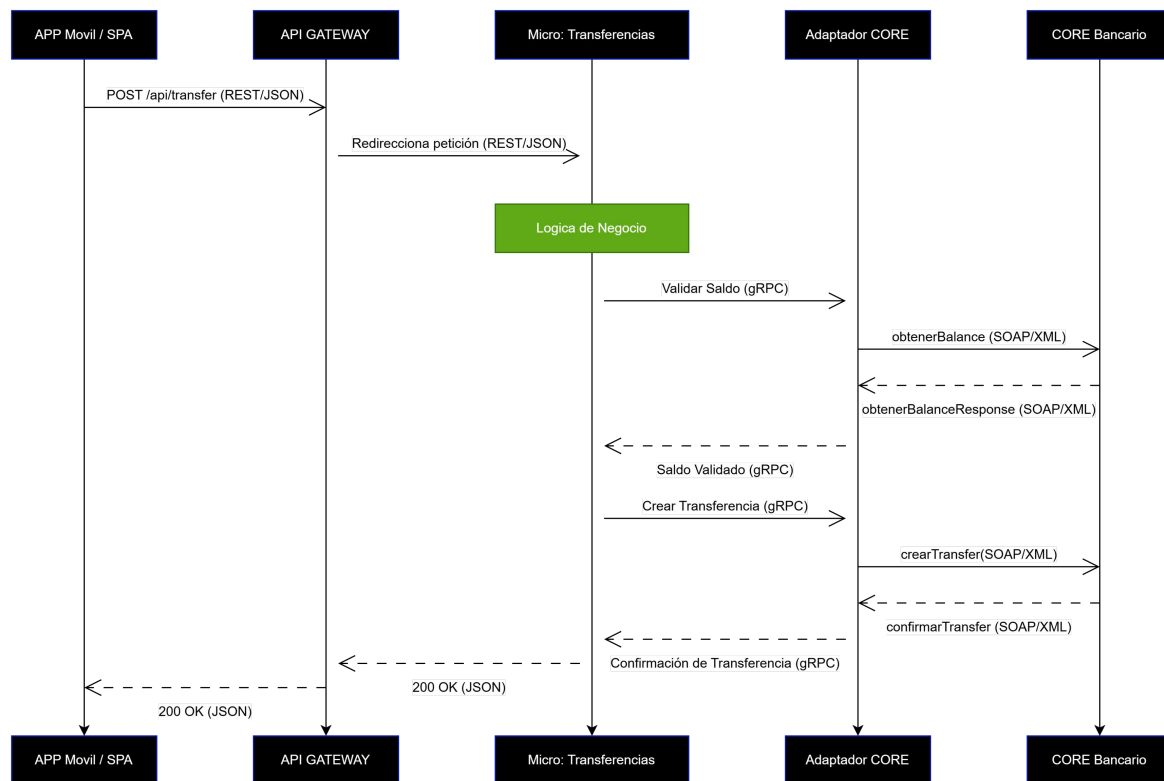 APP Movil / SPA
API GATEWAY
Micro: Transferencias
Adaptador CORE
CORE Bancario
POST /api/transfer (REST/JSON)
Redirecciona petición (REST/JSON)
Logica de Negocio
Validar Saldo (gRPC)
obtenerBalance (SOAP/XML)
obtenerBalanceResponse (SOAP/XML)
Saldo Validado (gRPC)
Crear Transferencia (gRPC)
crearTransfer(SOAP/XML)
confirmarTransfer (SOAP/XML)
Confirmación de Transferencia (gRPC)
200 OK (JSON)
200 OK (JSON)
APP Movil / SPA
API GATEWAY
Micro: Transferencias
Adaptador CORE
CORE Bancario